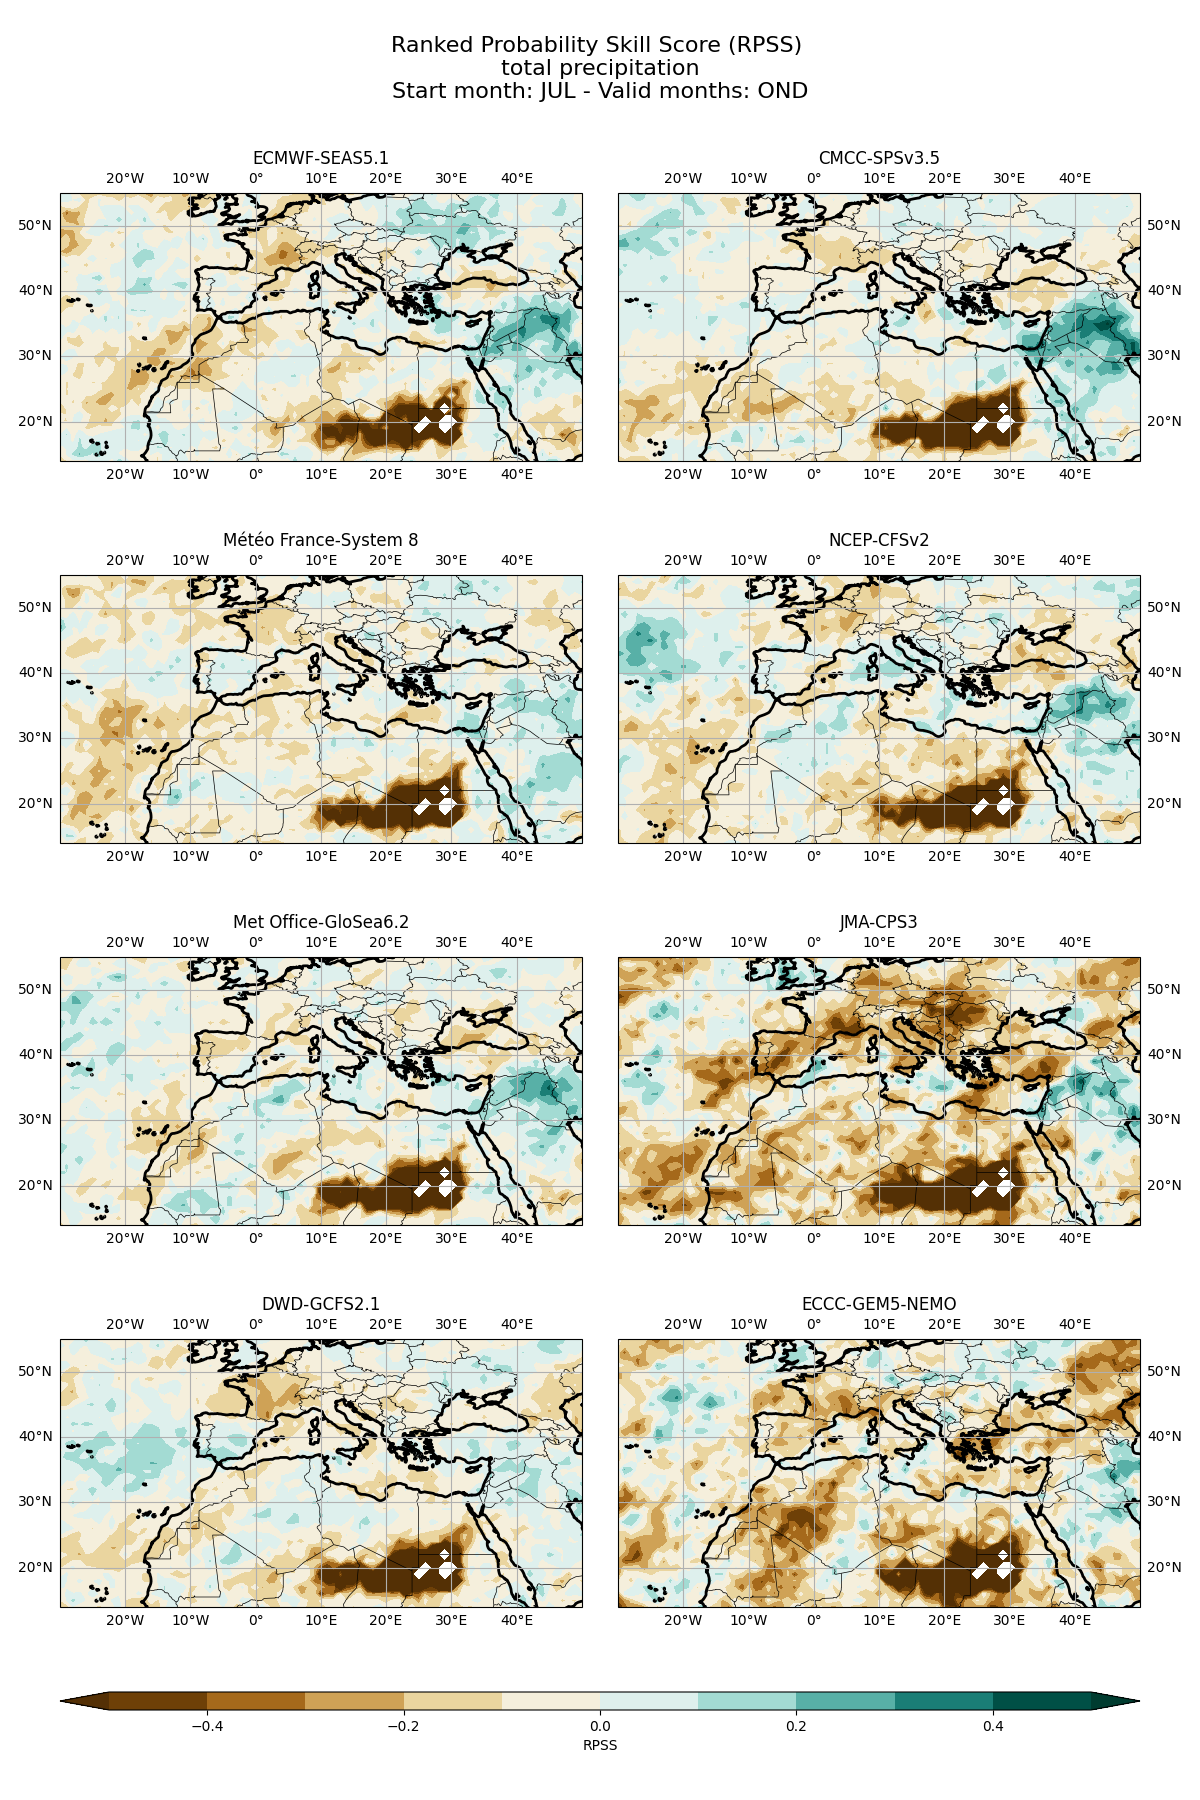 Ranked Probability Skill Score (RPSS)
total precipitation
Start month: JUL - Valid months: OND
ECMWF-SEAS5.1
20°W 10°W 0° 10°E 20°E 30°E 40°E
50°N
40°N
30°N
20°N
20°W 10°W 0° 10°E 20°E 30°E 40°E
CMCC-SPSv3.5
20°W 10°W 0° 10°E 20°E 30°E 40°E
50°N
40°N
30°N
20°N
20°W 10°W 0° 10°E 20°E 30°E 40°E
Météo France-System 8
20°W 10°W 0° 10°E 20°E 30°E 40°E
50°N
40°N
30°N
20°N
20°W 10°W 0° 10°E 20°E 30°E 40°E
NCEP-CFSv2
20°W 10°W 0° 10°E 20°E 30°E 40°E
50°N
40°N
30°N
20°N
20°W 10°W 0° 10°E 20°E 30°E 40°E
Met Office-GloSea6.2
20°W 10°W 0° 10°E 20°E 30°E 40°E
50°N
40°N
30°N
20°N
20°W 10°W 0° 10°E 20°E 30°E 40°E
JMA-CPS3
20°W 10°W 0° 10°E 20°E 30°E 40°E
50°N
40°N
30°N
20°N
20°W 10°W 0° 10°E 20°E 30°E 40°E
DWD-GCFS2.1
20°W 10°W 0° 10°E 20°E 30°E 40°E
50°N
40°N
30°N
20°N
20°W 10°W 0° 10°E 20°E 30°E 40°E
ECCC-GEM5-NEMO
20°W 10°W 0° 10°E 20°E 30°E 40°E
50°N
40°N
30°N
20°N
20°W 10°W 0° 10°E 20°E 30°E 40°E
−0.4 −0.2 0.0 0.2 0.4
RPSS